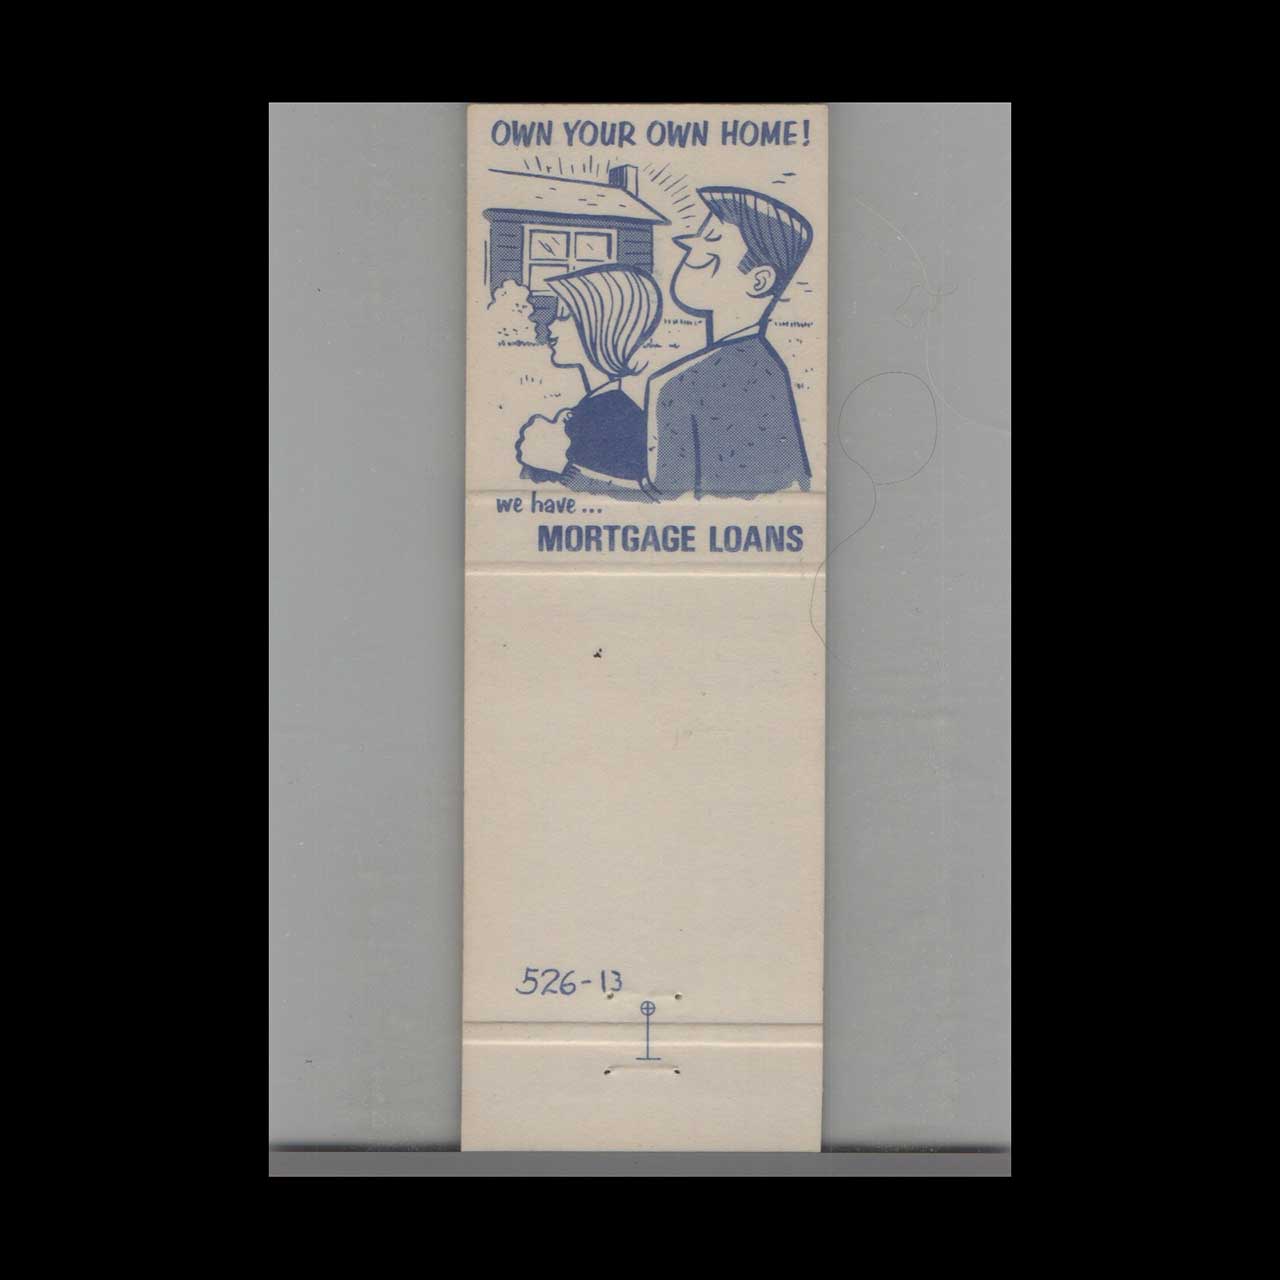 OWN YOUR OWN HOME!
we have...
MORTGAGE LOANS
526-13